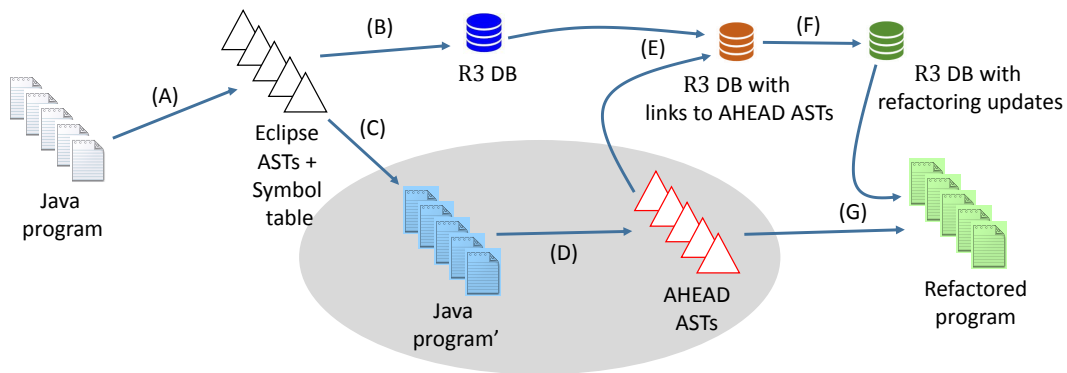 (A)
Java
program
Eclipse
ASTs +
Symbol
table
(B)
R3 DB
(C)
Java
program’
(D)
AHEAD
ASTs
(E)
R3 DB with
links to AHEAD ASTs
(F)
R3 DB with
refactoring updates
(G)
Refactored
program